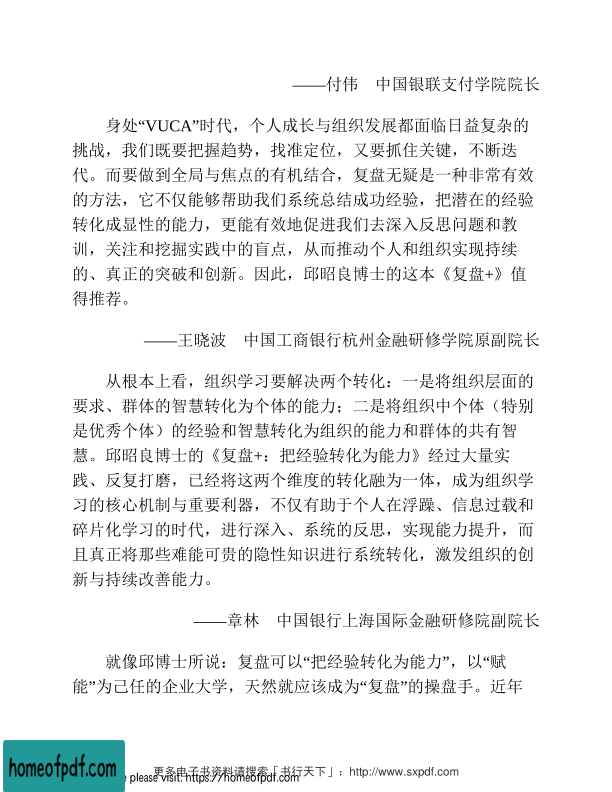 ——付伟　中国银联支付学院院长
身处“VUCA”时代，个人成长与组织发展都面临日益复杂的
挑战，我们既要把握趋势，找准定位，又要抓住关键，不断迭
代。而要做到全局与焦点的有机结合，复盘无疑是一种非常有效
的方法，它不仅能够帮助我们系统总结成功经验，把潜在的经验
转化成显性的能力，更能有效地促进我们去深入反思问题和教
训，关注和挖掘实践中的盲点，从而推动个人和组织实现持续
的、真正的突破和创新。因此，邱昭良博士的这本《复盘+》值
得推荐。
——王晓波　中国工商银行杭州金融研修学院原副院长
从根本上看，组织学习要解决两个转化：一是将组织层面的
要求、群体的智慧转化为个体的能力；二是将组织中个体（特别
是优秀个体）的经验和智慧转化为组织的能力和群体的共有智
慧。邱昭良博士的《复盘+：把经验转化为能力》经过大量实
践、反复打磨，已经将这两个维度的转化融为一体，成为组织学
习的核心机制与重要利器，不仅有助于个人在浮躁、信息过载和
碎片化学习的时代，进行深入、系统的反思，实现能力提升，而
且真正将那些难能可贵的隐性知识进行系统转化，激发组织的创
新与持续改善能力。
——章林　中国银行上海国际金融研修院副院长
就像邱博士所说：复盘可以“把经验转化为能力”，以“赋
能”为己任的企业大学，天然就应该成为“复盘”的操盘手。近年
更多电子书资料请搜索「书行天下」：http://www.sxpdf.com
homeofpdf.com
e please visit: https://homeofpdf.com